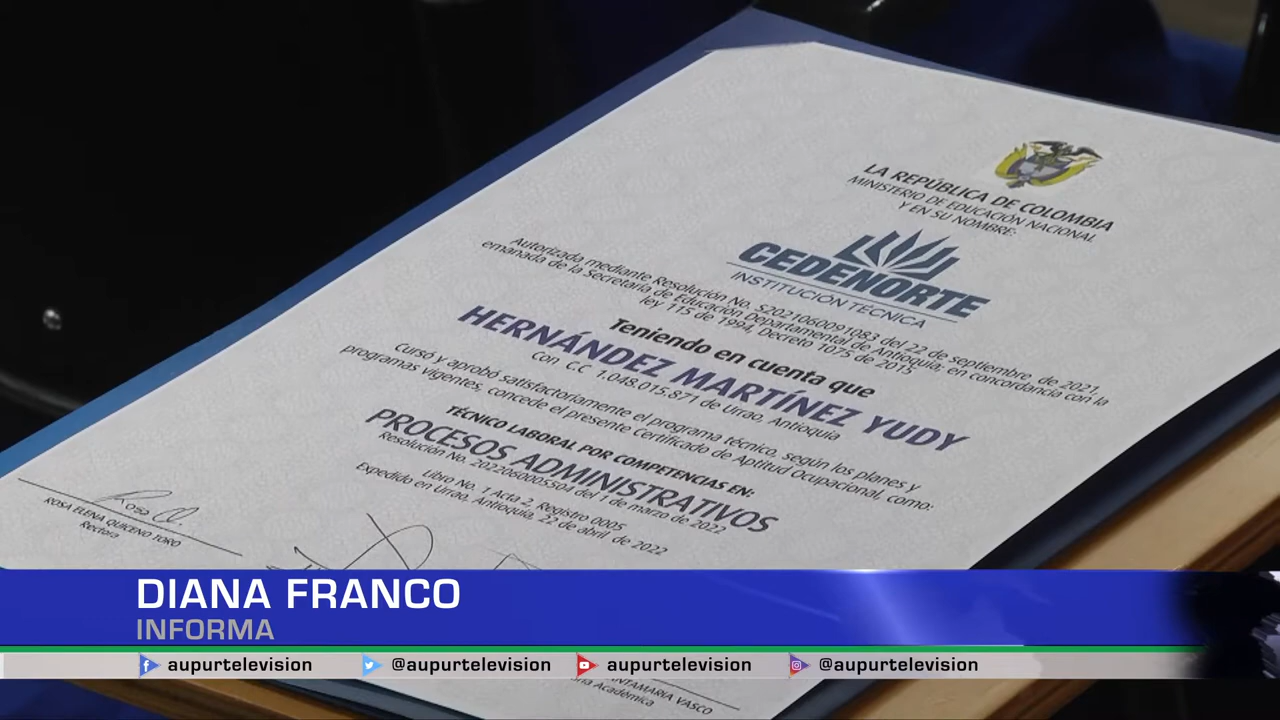 LA REPÚBLICA DE COLOMBIA
MINISTERIO DE EDUCACIÓN NACIONAL
Y EN SU NOMBRE:
CEDENORTE
INSTITUCIÓN TÉCNICA
Autorizada mediante Resolución No. S2021060091083 del 22 de septiembre de 2021,
emanada de la Secretaría de Educación Departamental de Antioquia; en concordancia con la
ley 115 de 1994, Decreto 1075 de 2015
Teniendo en cuenta que
HERNÁNDEZ MARTÍNEZ YUDY
Con C.C 1.048.015.871 de Urrao, Antioquia
Cursó y aprobó satisfactoriamente el programa técnico, según los planes y
programas vigentes, concede el presente Certificado de Aptitud Ocupacional, como:
TÉCNICO LABORAL POR COMPETENCIAS EN:
PROCESOS ADMINISTRATIVOS
Resolución No. 2022060005504 del 1 de marzo de 2022
Libro No. 1 Acta 2, Registro 0005
Expedido en Urrao, Antioquia, 22 de abril de 2022
ROSA ELENA QUICENO TORO
Rectora
DIANA FRANCO
INFORMA
aupurtelevision @aupurtelevision aupurtelevision @aupurtelevision
VASCO
Académica